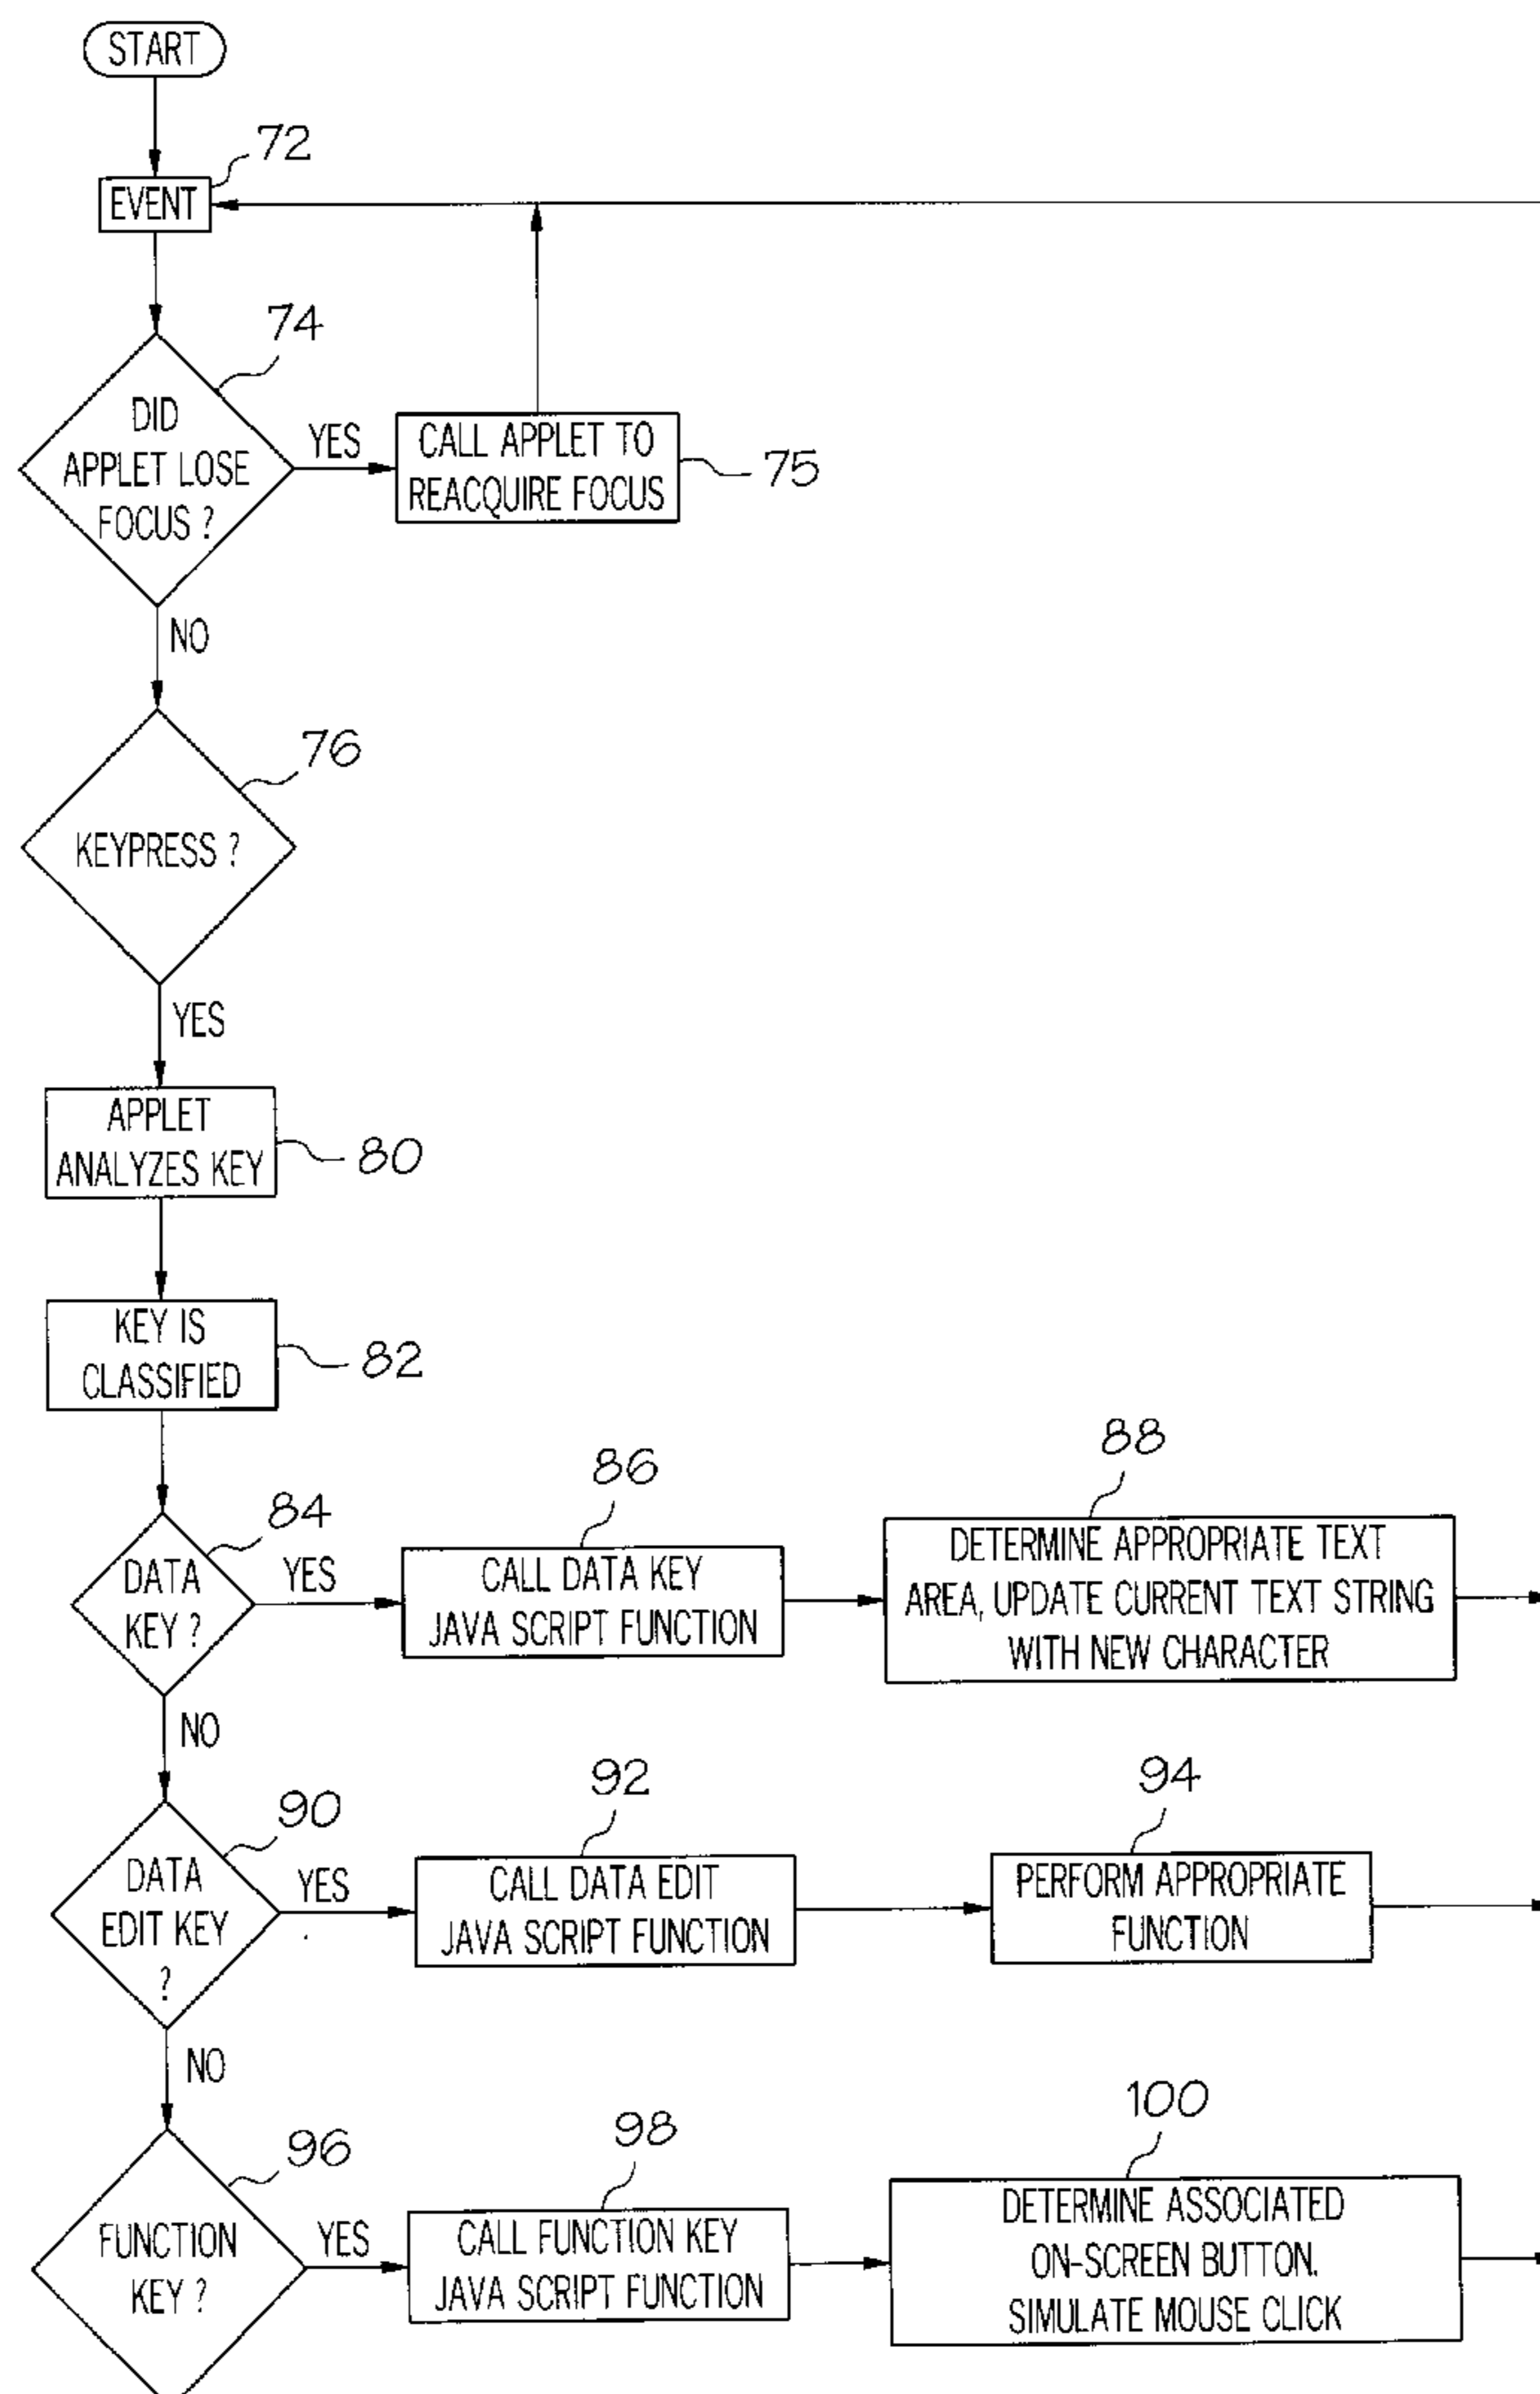 START
72
EVENT
74
DID
APPLET LOSE
FOCUS ?
YES
CALL APPLET TO
REACQUIRE FOCUS
75
NO
76
KEYPRESS ?
YES
APPLET
ANALYZES KEY
80
KEY IS
CLASSIFIED
82
84
DATA
KEY ?
YES
86
CALL DATA KEY
JAVA SCRIPT FUNCTION
88
DETERMINE APPROPRIATE TEXT
AREA, UPDATE CURRENT TEXT STRING
WITH NEW CHARACTER
NO
90
DATA
EDIT KEY
?
YES
92
CALL DATA EDIT
JAVA SCRIPT FUNCTION
94
PERFORM APPROPRIATE
FUNCTION
NO
96
FUNCTION
KEY ?
YES
98
CALL FUNCTION KEY
JAVA SCRIPT FUNCTION
100
DETERMINE ASSOCIATED
ON-SCREEN BUTTON.
SIMULATE MOUSE CLICK